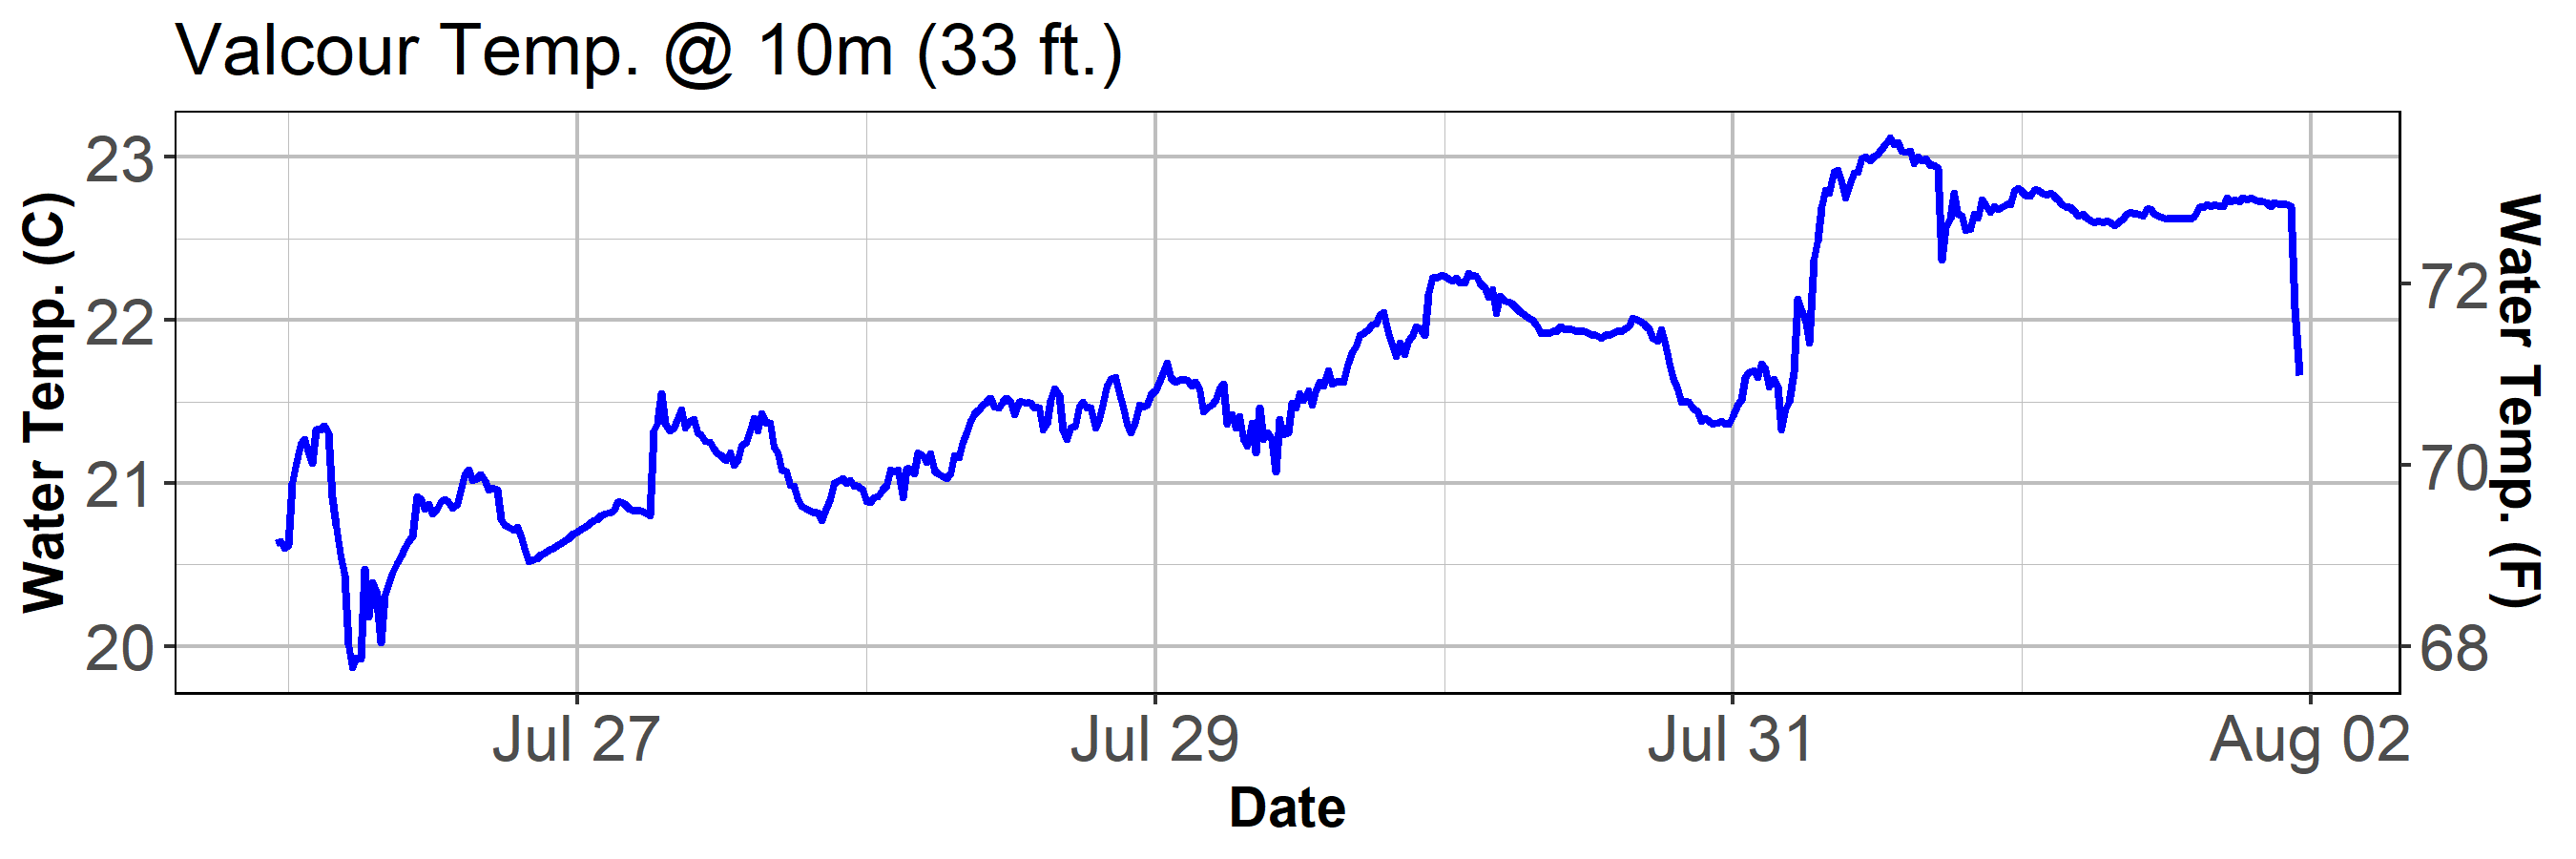 Valcour Temp. @ 10m (33 ft.)
Water Temp. (C)
23
22
21
20
72
70
68
Water Temp. (F)
Jul 27 Jul 29 Jul 31 Aug 02
Date